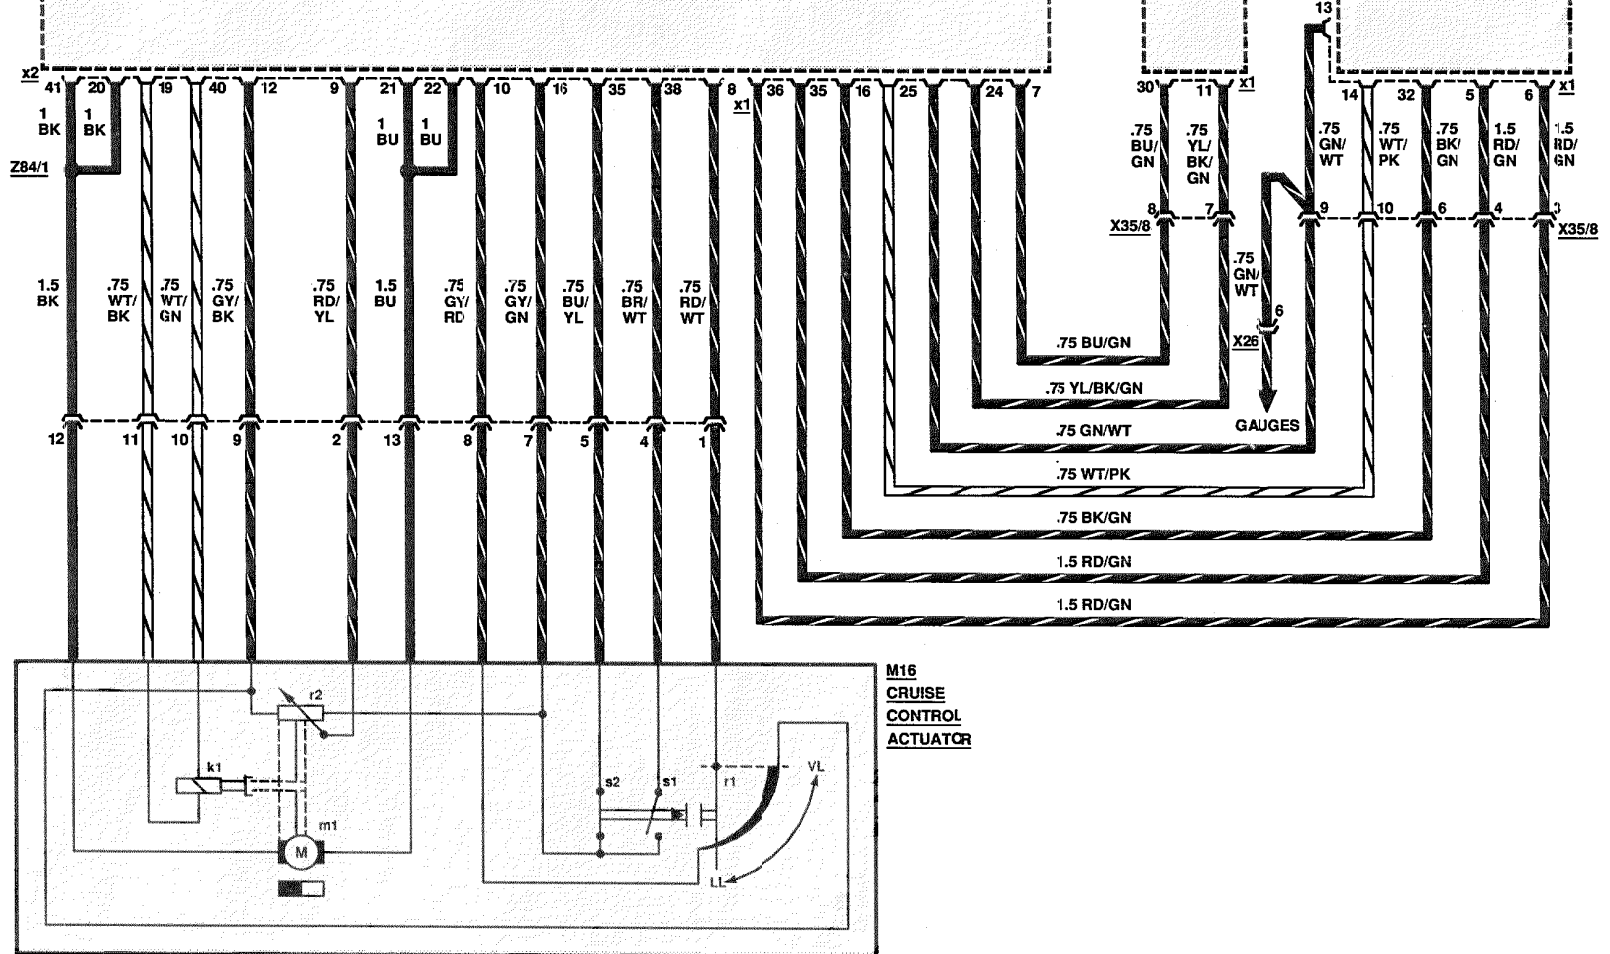 13
x2
41 20 19 40 12 9 21 22 10 16 35 38 8
x1
36 35 16 25 24 7
30 11 x1
14 32 5 6 x1
1
BK
1
BK
1
BU
1
BU
.75
BU/
GN
.75
YL/
BK/
GN
.75
GN/
WT
.75
WT/
PK
.75
BK/
GN
1.5
RD/
GN
1.5
RD/
GN
Z84/1
8 7 9 10 6 4 3
X35/8
X35/8
1.5
BK
.75
WT/
BK
.75
WT/
GN
.75
GY/
BK
.75
RD/
YL
1.5
BU
.75
GY/
RD
.75
GY/
GN
.75
BU/
YL
.75
BR/
WT
.75
RD/
WT
.75
GN/
WT
6
X26
GAUGES
.75 BU/GN
.75 YL/BK/GN
.75 GN/WT
.75 WT/PK
.75 BK/GN
1.5 RD/GN
1.5 RD/GN
12 11 10 9 2 13 8 7 5 4 1
M16
CRUISE
CONTROL
ACTUATOR
r2
k1
s2
s1
r1
VL
m1
M
LL